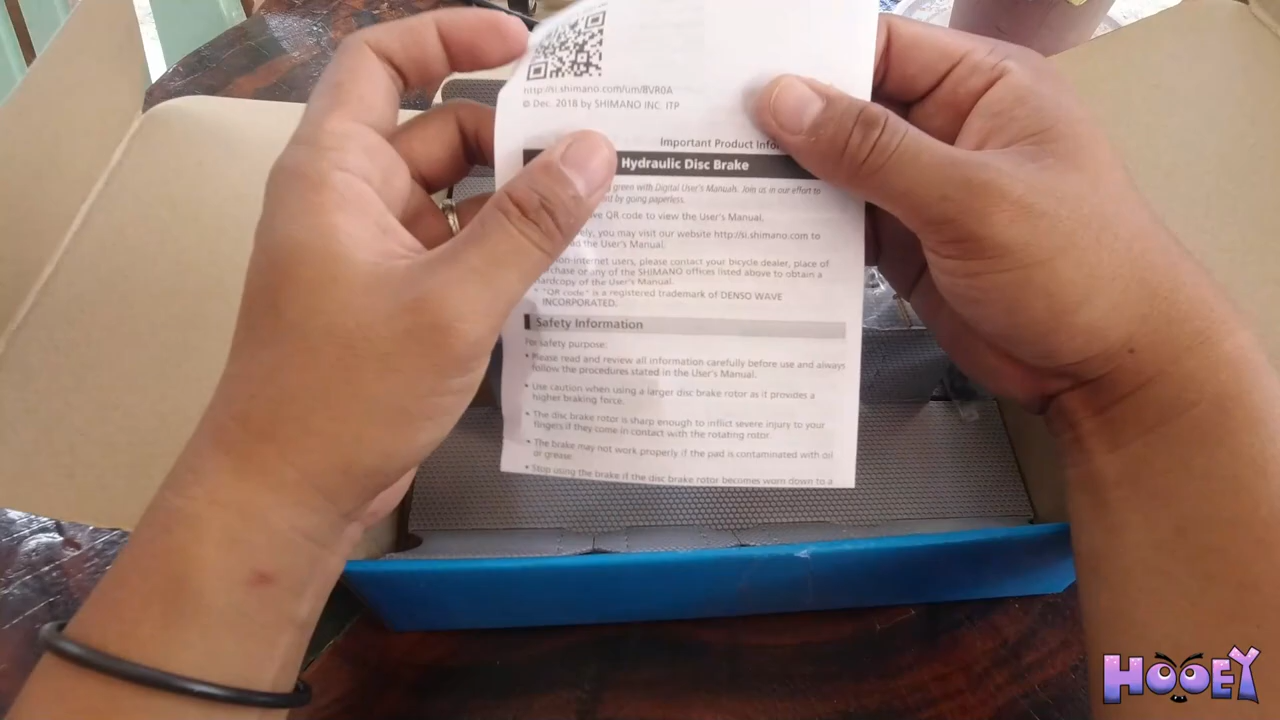 http://si.shimano.com/um/8VR0A
© Dec. 2018 by SHIMANO INC. ITP
Important Product
Hydraulic Disc Brake
green with Digital User's Manuals. Join us in our effort to
by going paperless.
QR code to view the User's Manual.
you may visit our website http://si.shimano.com to
the User's Manual.
non-internet users, please contact your bicycle dealer, place of
purchase or any of the SHIMANO offices listed above to obtain a
hardcopy of the User's Manual.
* "QR code" is a registered trademark of DENSO WAVE
INCORPORATED.
Safety Information
For safety purpose:
• Please read and review all information carefully before use and always
follow the procedures stated in the User's Manual.
• Use caution when using a larger disc brake rotor as it provides a
higher braking force.
• The disc brake rotor is sharp enough to inflict severe injury to your
fingers if they come in contact with the rotating rotor.
• The brake may not work properly if the pad is contaminated with oil
or grease.
• Stop using the brake if the disc brake rotor becomes worn down to a
HOOEY